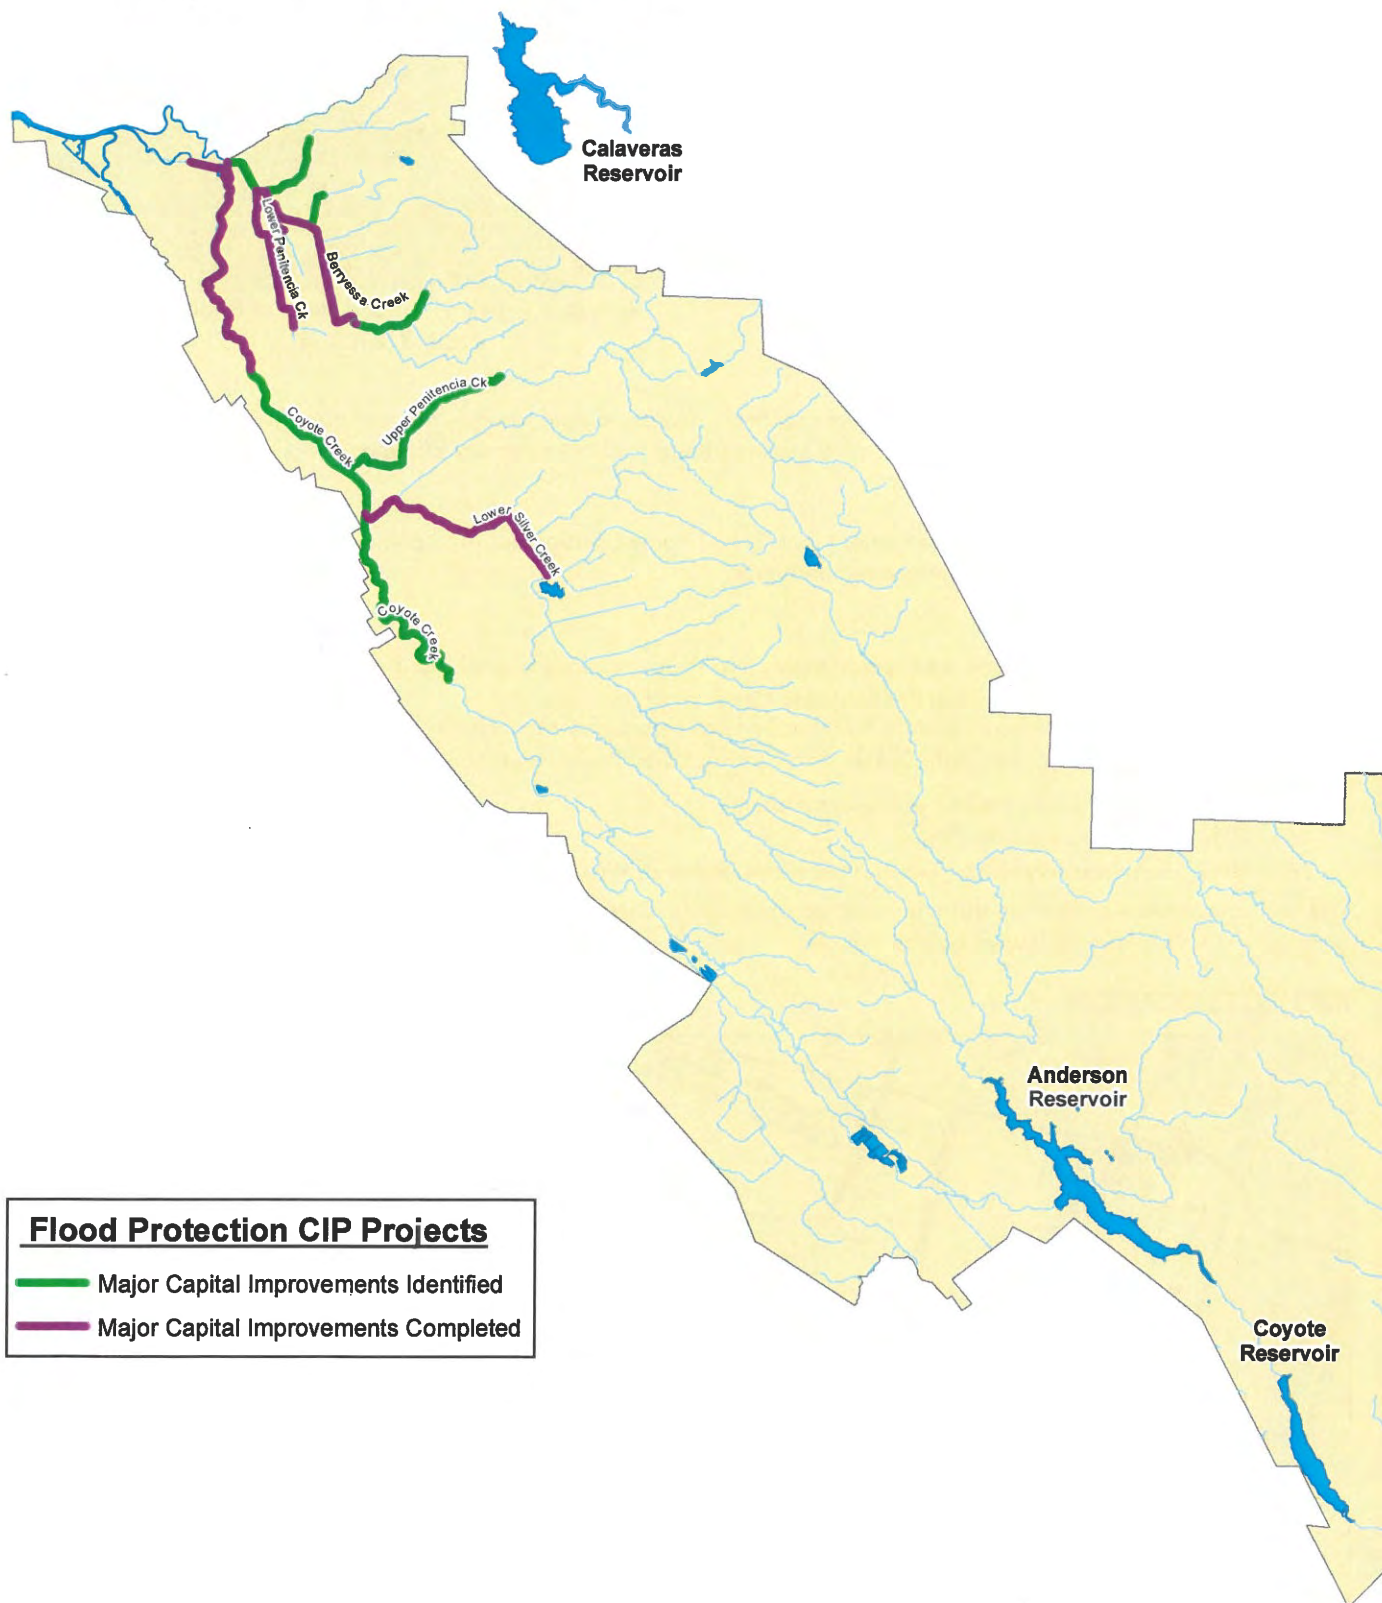 Calaveras
Reservoir
Lower Penitencia Ck
Berryessa Creek
Upper Penitencia Ck
Coyote Creek
Lower Silver Creek
Coyote Creek
Anderson
Reservoir
Flood Protection CIP Projects
Major Capital Improvements Identified
Major Capital Improvements Completed
Coyote
Reservoir